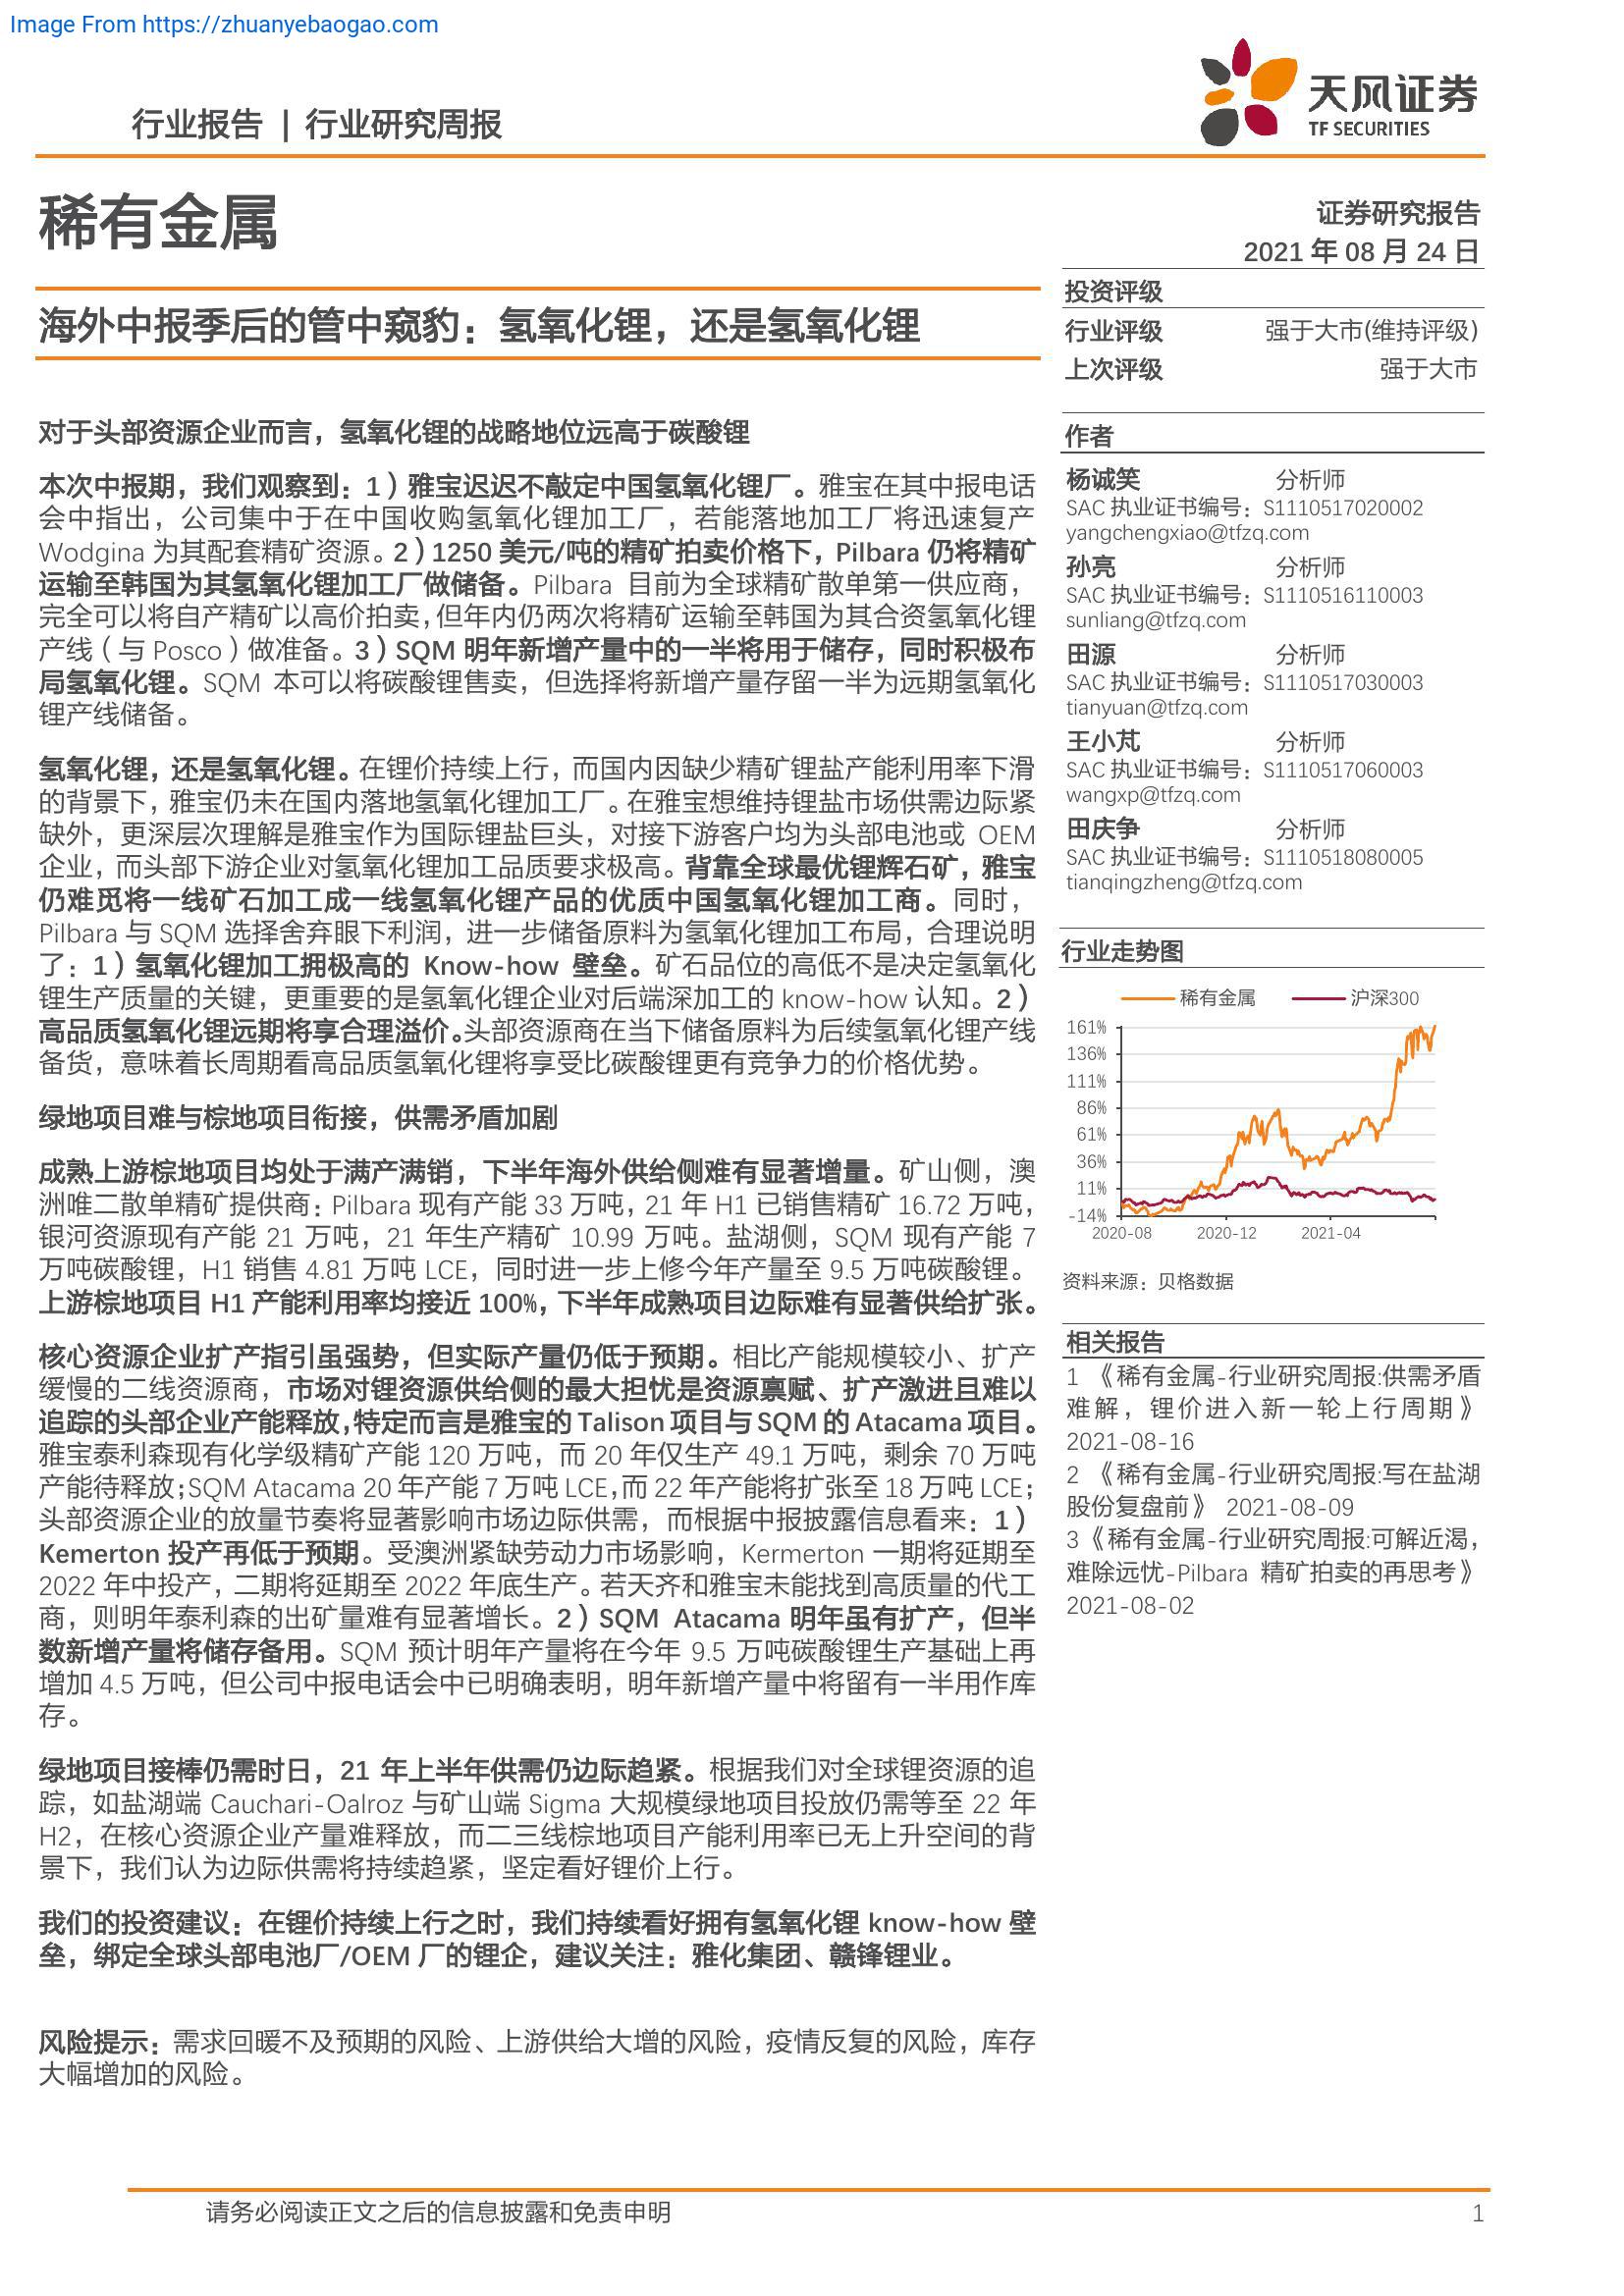 Image From https://zhuanyebaogao.com
行业报告 | 行业研究周报
天风证券
TF SECURITIES
稀有金属
证券研究报告
2021 年 08 月 24 日
海外中报季后的管中窥豹：氢氧化锂，还是氢氧化锂
对于头部资源企业而言，氢氧化锂的战略地位远高于碳酸锂
本次中报期，我们观察到：1）雅宝迟迟不敲定中国氢氧化锂厂。雅宝在其中报电话
会中指出，公司集中于在中国收购氢氧化锂加工厂，若能落地加工厂将迅速复产
Wodgina 为其配套精矿资源。2）1250 美元/吨的精矿拍卖价格下，Pilbara 仍将精矿
运输至韩国为其氢氧化锂加工厂做储备。Pilbara 目前为全球精矿散单第一供应商，
完全可以将自产精矿以高价拍卖，但年内仍两次将精矿运输至韩国为其合资氢氧化锂
产线（与 Posco）做准备。3）SQM 明年新增产量中的一半将用于储存，同时积极布
局氢氧化锂。SQM 本可以将碳酸锂售卖，但选择将新增产量存留一半为远期氢氧化
锂产线储备。
氢氧化锂，还是氢氧化锂。在锂价持续上行，而国内因缺少精矿锂盐产能利用率下滑
的背景下，雅宝仍未在国内落地氢氧化锂加工厂。在雅宝想维持锂盐市场供需边际紧
缺外，更深层次理解是雅宝作为国际锂盐巨头，对接下游客户均为头部电池或 OEM
企业，而头部下游企业对氢氧化锂加工品质要求极高。背靠全球最优锂辉石矿，雅宝
仍难觅将一线矿石加工成一线氢氧化锂产品的优质中国氢氧化锂加工商。同时，
Pilbara 与 SQM 选择舍弃眼下利润，进一步储备原料为氢氧化锂加工布局，合理说明
了：1）氢氧化锂加工拥极高的 Know-how 壁垒。矿石品位的高低不是决定氢氧化
锂生产质量的关键，更重要的是氢氧化锂企业对后端深加工的 know-how 认知。2）
高品质氢氧化锂远期将享合理溢价。头部资源商在当下储备原料为后续氢氧化锂产线
备货，意味着长周期看高品质氢氧化锂将享受比碳酸锂更有竞争力的价格优势。
绿地项目难与棕地项目衔接，供需矛盾加剧
成熟上游棕地项目均处于满产满销，下半年海外供给侧难有显著增量。矿山侧，澳
洲唯二散单精矿提供商：Pilbara 现有产能 33 万吨，21 年 H1 已销售精矿 16.72 万吨，
银河资源现有产能 21 万吨，21 年生产精矿 10.99 万吨。盐湖侧，SQM 现有产能 7
万吨碳酸锂，H1 销售 4.81 万吨 LCE，同时进一步上修今年产量至 9.5 万吨碳酸锂。
上游棕地项目 H1 产能利用率均接近 100%，下半年成熟项目边际难有显著供给扩张。
核心资源企业扩产指引虽强势，但实际产量仍低于预期。相比产能规模较小、扩产
缓慢的二线资源商，市场对锂资源供给侧的最大担忧是资源禀赋、扩产激进且难以
追踪的头部企业产能释放，特定而言是雅宝的 Talison 项目与 SQM 的 Atacama 项目。
雅宝泰利森现有化学级精矿产能 120 万吨，而 20 年仅生产 49.1 万吨，剩余 70 万吨
产能待释放；SQM Atacama 20 年产能 7 万吨 LCE，而 22 年产能将扩张至 18 万吨 LCE；
头部资源企业的放量节奏将显著影响市场边际供需，而根据中报披露信息看来：1）
Kemerton 投产再低于预期。受澳洲紧缺劳动力市场影响，Kermerton 一期将延期至
2022 年中投产，二期将延期至 2022 年底生产。若天齐和雅宝未能找到高质量的代工
商，则明年泰利森的出矿量难有显著增长。2）SQM Atacama 明年虽有扩产，但半
数新增产量将储存备用。SQM 预计明年产量将在今年 9.5 万吨碳酸锂生产基础上再
增加 4.5 万吨，但公司中报电话会中已明确表明，明年新增产量中将留有一半用作库
存。
绿地项目接棒仍需时日，21 年上半年供需仍边际趋紧。根据我们对全球锂资源的追
踪，如盐湖端 Cauchari-Oalroz 与矿山端 Sigma 大规模绿地项目投放仍需等至 22 年
H2，在核心资源企业产量难释放，而二三线棕地项目产能利用率已无上升空间的背
景下，我们认为边际供需将持续趋紧，坚定看好锂价上行。
我们的投资建议：在锂价持续上行之时，我们持续看好拥有氢氧化锂 know-how 壁
垒，绑定全球头部电池厂/OEM 厂的锂企，建议关注：雅化集团、赣锋锂业。
风险提示：需求回暖不及预期的风险、上游供给大增的风险，疫情反复的风险，库存
大幅增加的风险。
投资评级
行业评级 强于大市(维持评级)
上次评级 强于大市
作者
杨诚笑 分析师
SAC 执业证书编号：S1110517020002
yangchengxiao@tfzq.com
孙亮 分析师
SAC 执业证书编号：S1110516110003
sunliang@tfzq.com
田源 分析师
SAC 执业证书编号：S1110517030003
tianyuan@tfzq.com
王小芃 分析师
SAC 执业证书编号：S1110517060003
wangxp@tfzq.com
田庆争 分析师
SAC 执业证书编号：S1110518080005
tianqingzheng@tfzq.com
行业走势图
稀有金属 沪深300
161%
136%
111%
86%
61%
36%
11%
-14%
2020-08 2020-12 2021-04
资料来源：贝格数据
相关报告
1 《稀有金属-行业研究周报:供需矛盾
难解，锂价进入新一轮上行周期》
2021-08-16
2 《稀有金属-行业研究周报:写在盐湖
股份复盘前》 2021-08-09
3《稀有金属-行业研究周报:可解近渴，
难除远忧-Pilbara 精矿拍卖的再思考》
2021-08-02
请务必阅读正文之后的信息披露和免责申明 1